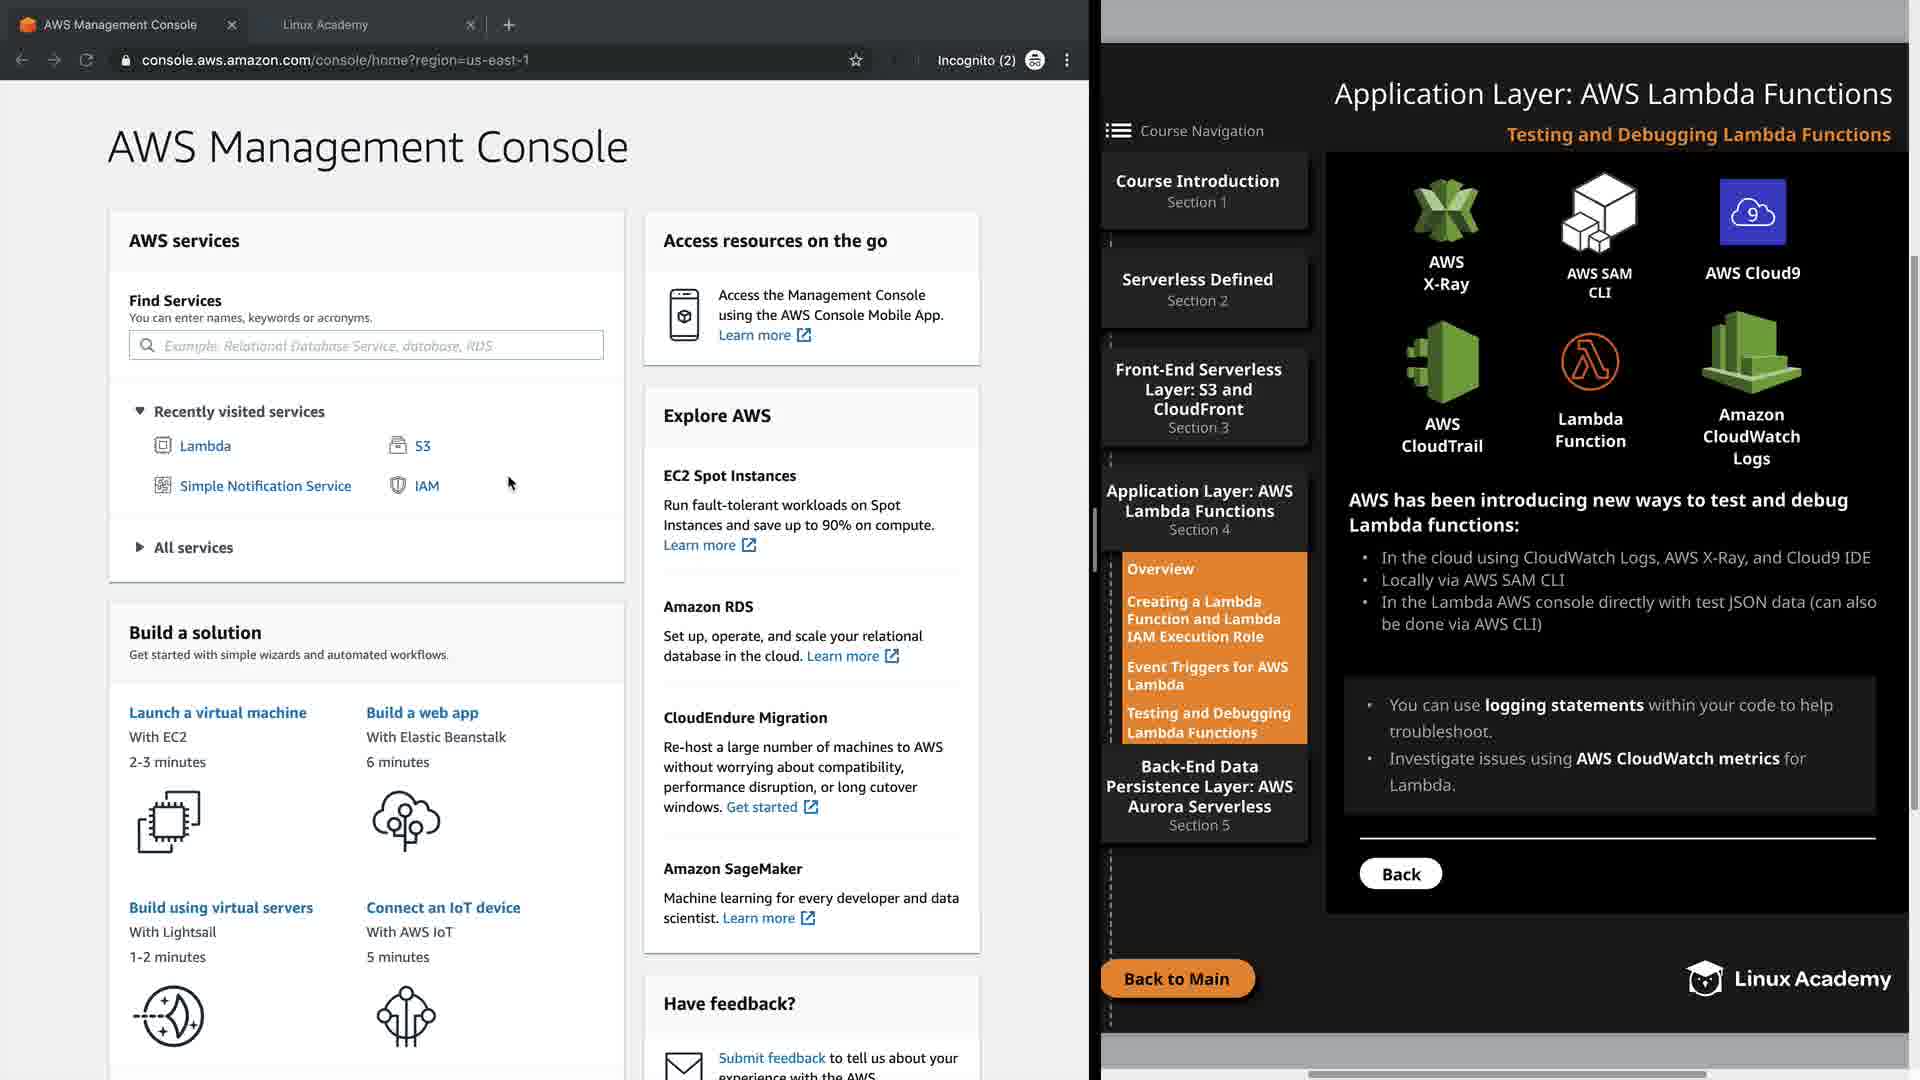 AWS Management Console
Linux Academy
console.aws.amazon.com/console/home?region=us-east-1
Incognito (2)
AWS Management Console
AWS services
Find Services
You can enter names, keywords or acronyms.
Example: Relational Database Service, database, RDS
Recently visited services
Lambda
S3
Simple Notification Service
IAM
All services
Build a solution
Get started with simple wizards and automated workflows.
Launch a virtual machine
With EC2
2-3 minutes
Build a web app
With Elastic Beanstalk
6 minutes
Build using virtual servers
With Lightsail
1-2 minutes
Connect an IoT device
With AWS IoT
5 minutes
Access resources on the go
Access the Management Console
using the AWS Console Mobile App.
Learn more
Explore AWS
EC2 Spot Instances
Run fault-tolerant workloads on Spot
Instances and save up to 90% on compute.
Learn more
Amazon RDS
Set up, operate, and scale your relational
database in the cloud. Learn more
CloudEndure Migration
Re-host a large number of machines to AWS
without worrying about compatibility,
performance disruption, or long cutover
windows. Get started
Amazon SageMaker
Machine learning for every developer and data
scientist. Learn more
Have feedback?
Submit feedback to tell us about your
experience with the AWS
Application Layer: AWS Lambda Functions
Testing and Debugging Lambda Functions
Course Navigation
Course Introduction
Section 1
Serverless Defined
Section 2
Front-End Serverless
Layer: S3 and
CloudFront
Section 3
Application Layer: AWS
Lambda Functions
Section 4
Overview
Creating a Lambda
Function and Lambda
IAM Execution Role
Event Triggers for AWS
Lambda
Testing and Debugging
Lambda Functions
Back-End Data
Persistence Layer: AWS
Aurora Serverless
Section 5
Back to Main
AWS
X-Ray
AWS SAM
CLI
9
AWS Cloud9
AWS
CloudTrail
Lambda
Function
Amazon
CloudWatch
Logs
AWS has been introducing new ways to test and debug
Lambda functions:
• In the cloud using CloudWatch Logs, AWS X-Ray, and Cloud9 IDE
• Locally via AWS SAM CLI
• In the Lambda AWS console directly with test JSON data (can also
be done via AWS CLI)
• You can use logging statements within your code to help
troubleshoot.
• Investigate issues using AWS CloudWatch metrics for
Lambda.
Back
Linux Academy